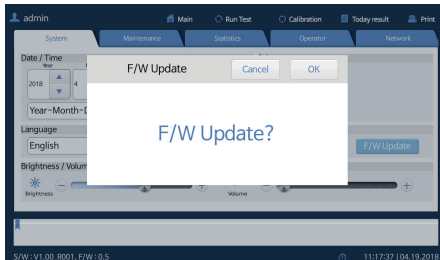 admin Main Run Test Calibration Today result Print
System Maintenance Statistics Operator Network
Date / Time
Year
F/W Update Cancel OK
2018 4
Year-Month-D
F/W Update?
Language
English F/W Update
Brightness / Volum
Brightness Volume
S/W : V1.00_R001, F/W : 0.5 11:17:37 | 04.19.2018